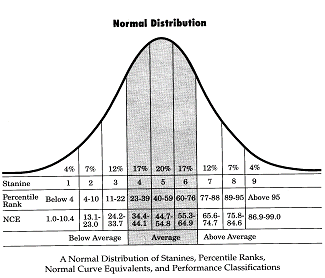 Normal Distribution
4% 7% 12% 17% 20% 17% 12% 7% 4%
Stanine 1 2 3 4 5 6 7 8 9
Percentile Rank Below 4 4-10 11-22 23-39 40-59 60-76 77-88 89-95 Above 95
NCE 1.0-10.4 13.1-23.0 24.2-33.7 34.4-44.1 44.7-54.8 55.3-64.9 65.6-74.7 75.8-84.6 86.9-99.0
Below Average Average Above Average
A Normal Distribution of Stanines, Percentile Ranks,
Normal Curve Equivalents, and Performance Classifications